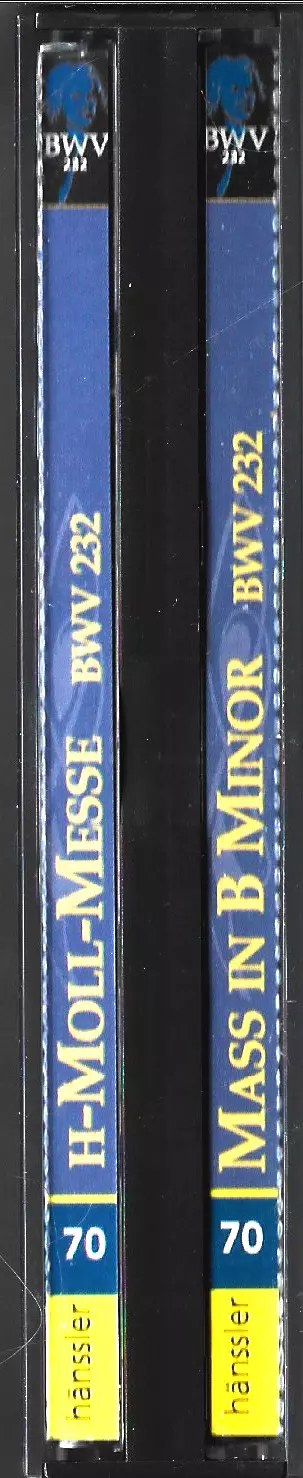 BWV
232
H-MOLL-MESSE BWV 232
70
hänssler
BWV
232
MASS IN B MINOR BWV 232
70
hänssler